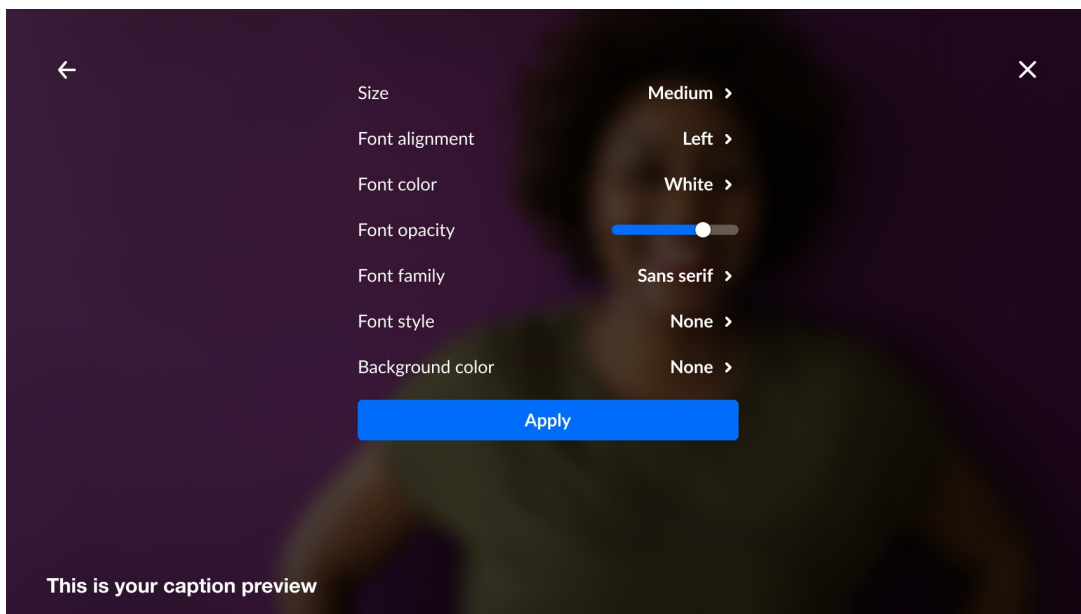 Size Medium
Font alignment Left
Font color White
Font opacity
Font family Sans serif
Font style None
Background color None
Apply
This is your caption preview